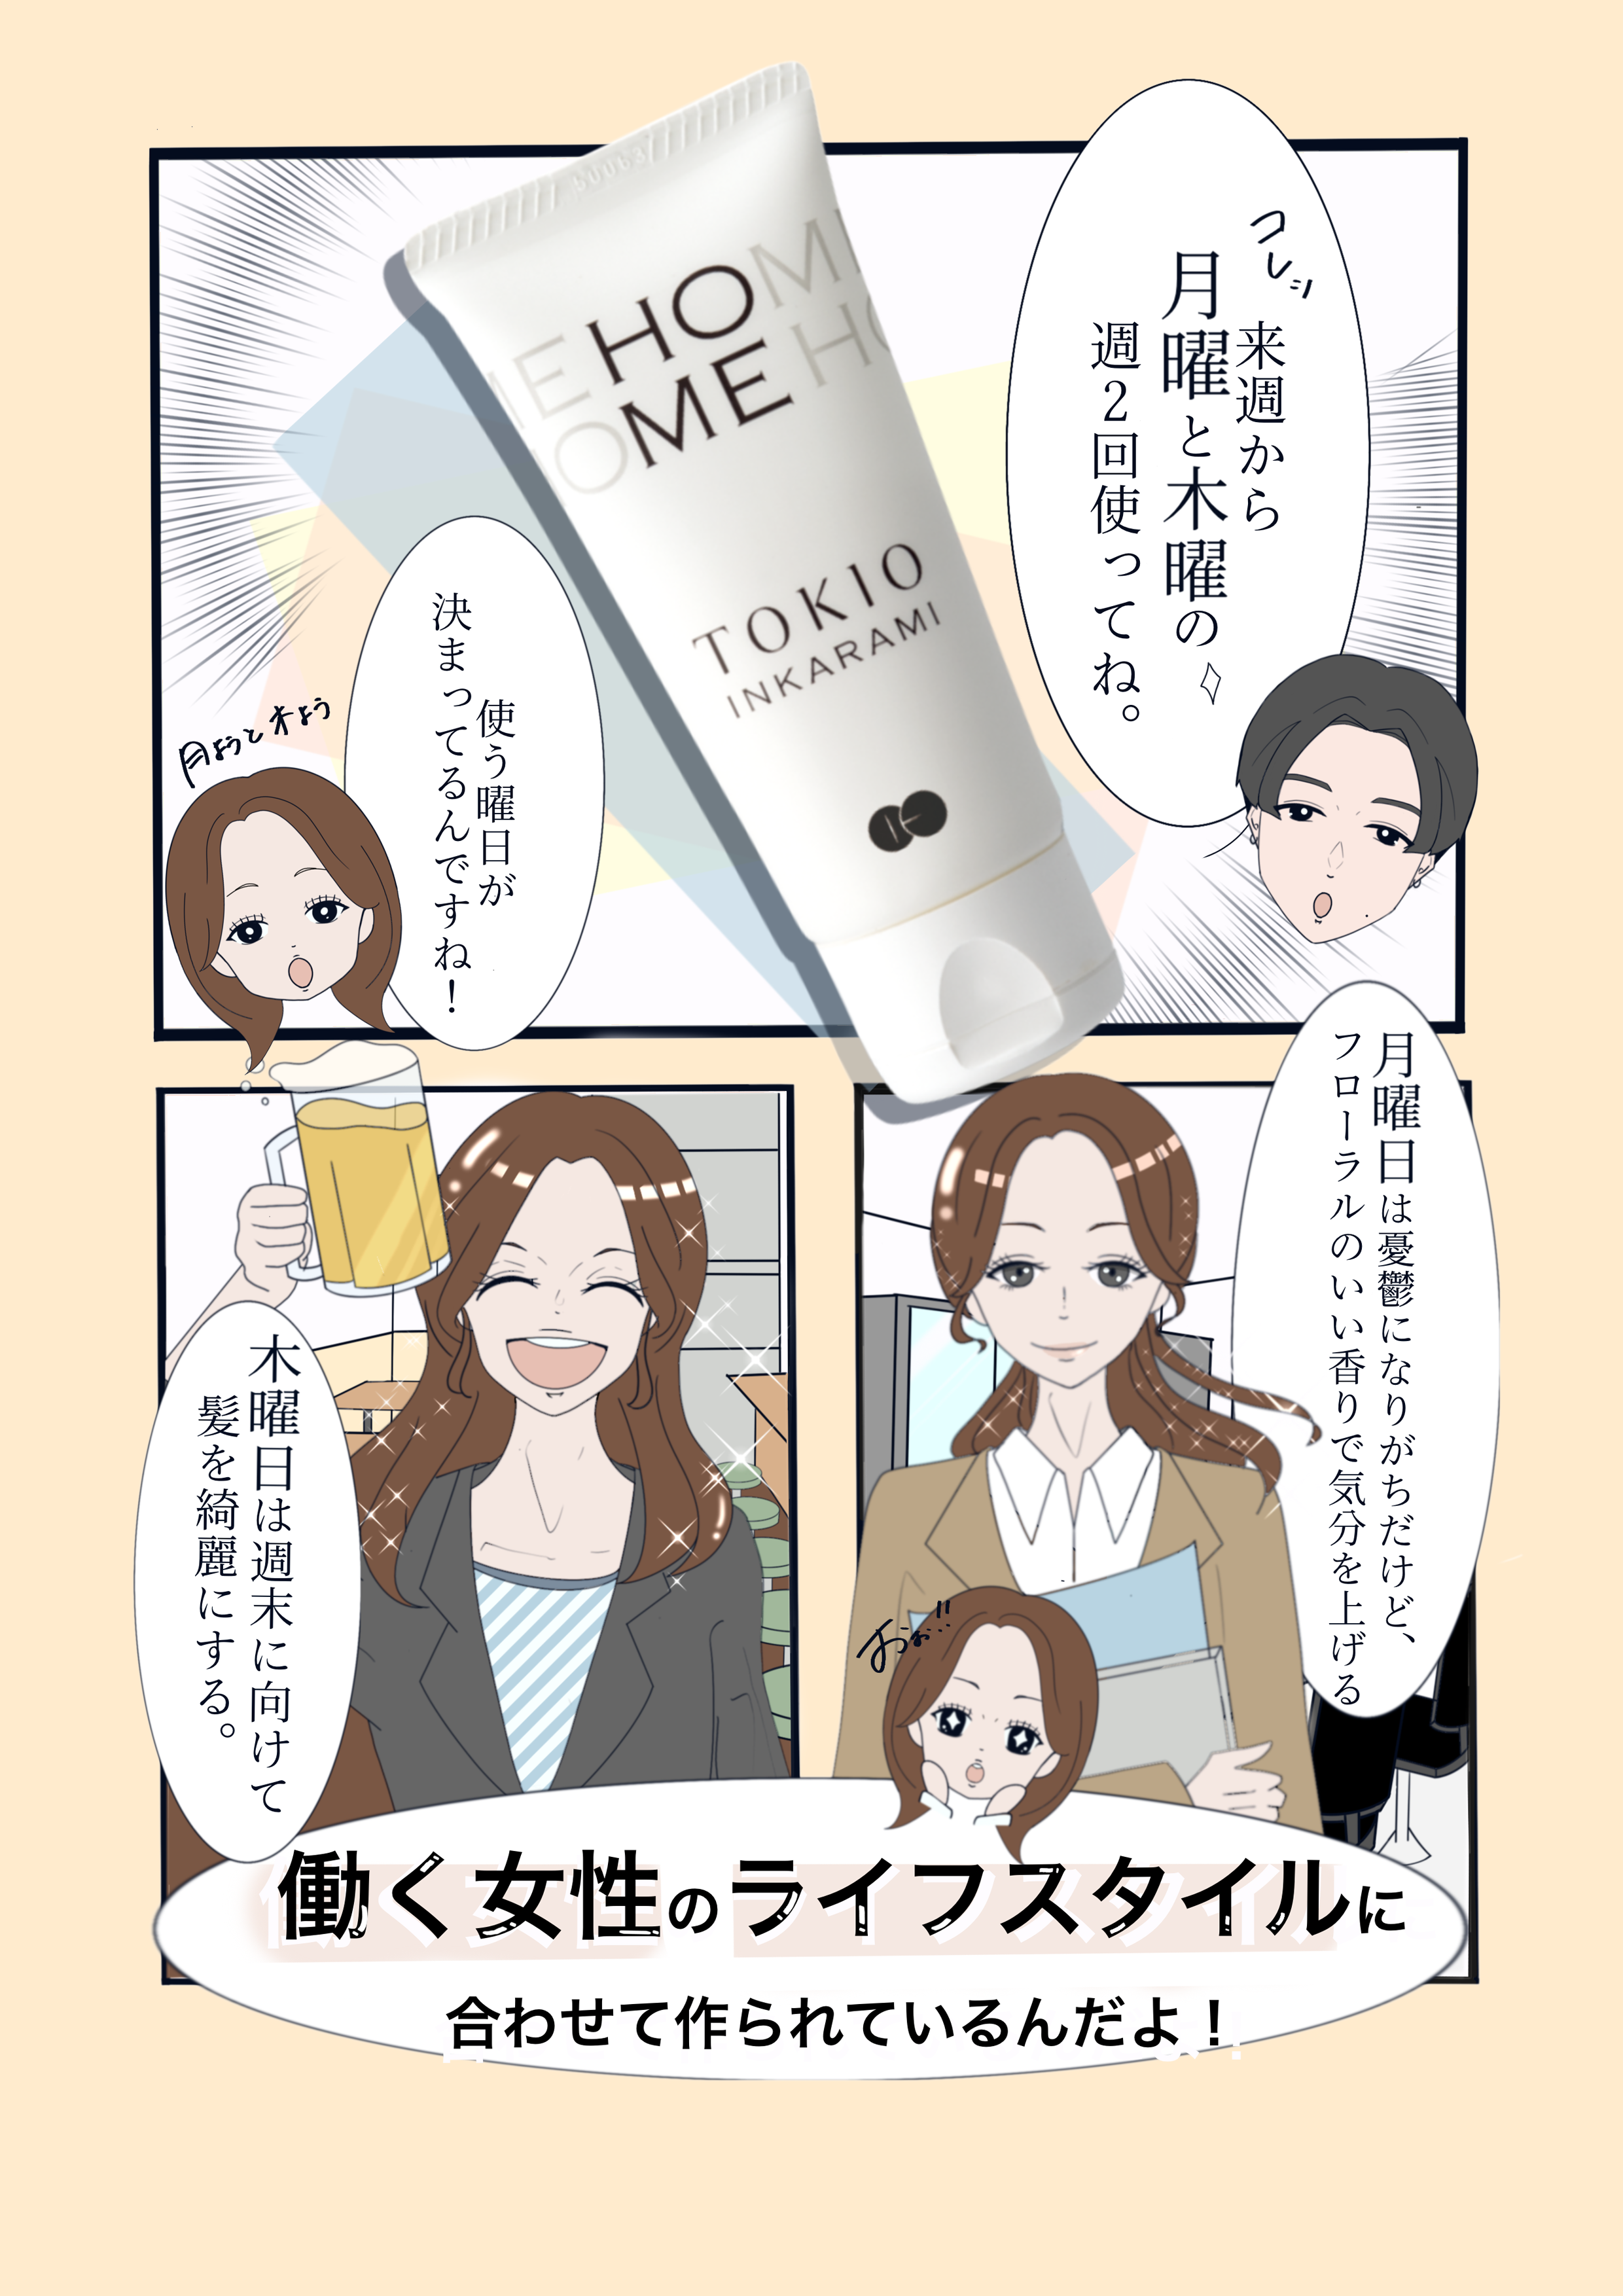 コレ!
来週から
月曜と木曜の
週2回使ってね。
HOME HOME
HOME HO
TOKIO
INKARAMI
使う曜日が
決まってるんですね!
月ようと木よう
月曜日は憂鬱になりがちだけど、
フローラルのいい香りで気分を上げる
木曜日は週末に向けて
髪を綺麗にする。
おぉ!!
働く女性のライフスタイルに
合わせて作られているんだよ!